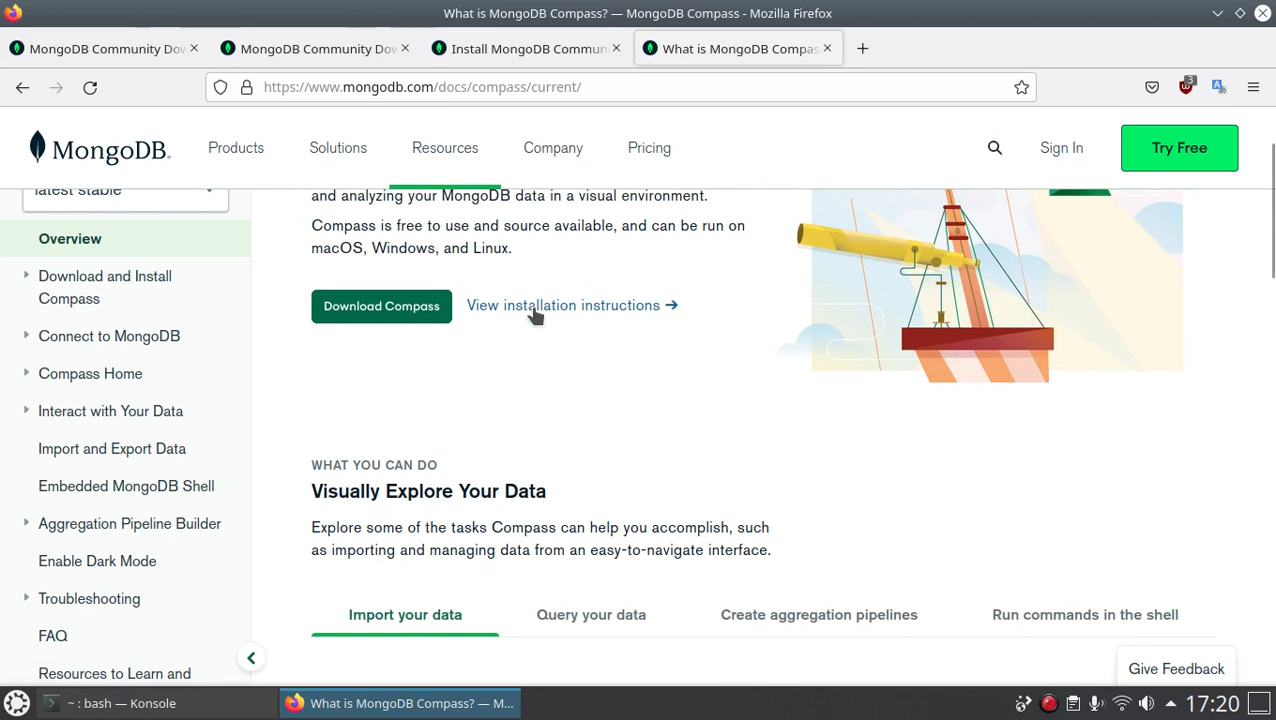 What is MongoDB Compass? — MongoDB Compass - Mozilla Firefox
MongoDB Community Dow
MongoDB Community Dow
Install MongoDB Communi
What is MongoDB Compas
https://www.mongodb.com/docs/compass/current/
3
MongoDB.
Products
Solutions
Resources
Company
Pricing
Sign In
Try Free
latest stable
Overview
Download and Install
Compass
Connect to MongoDB
Compass Home
Interact with Your Data
Import and Export Data
Embedded MongoDB Shell
Aggregation Pipeline Builder
Enable Dark Mode
Troubleshooting
FAQ
Resources to Learn and
and analyzing your MongoDB data in a visual environment.
Compass is free to use and source available, and can be run on
macOS, Windows, and Linux.
Download Compass
View installation instructions →
WHAT YOU CAN DO
Visually Explore Your Data
Explore some of the tasks Compass can help you accomplish, such
as importing and managing data from an easy-to-navigate interface.
Import your data
Query your data
Create aggregation pipelines
Run commands in the shell
Give Feedback
~ : bash — Konsole
What is MongoDB Compass? — M...
17:20